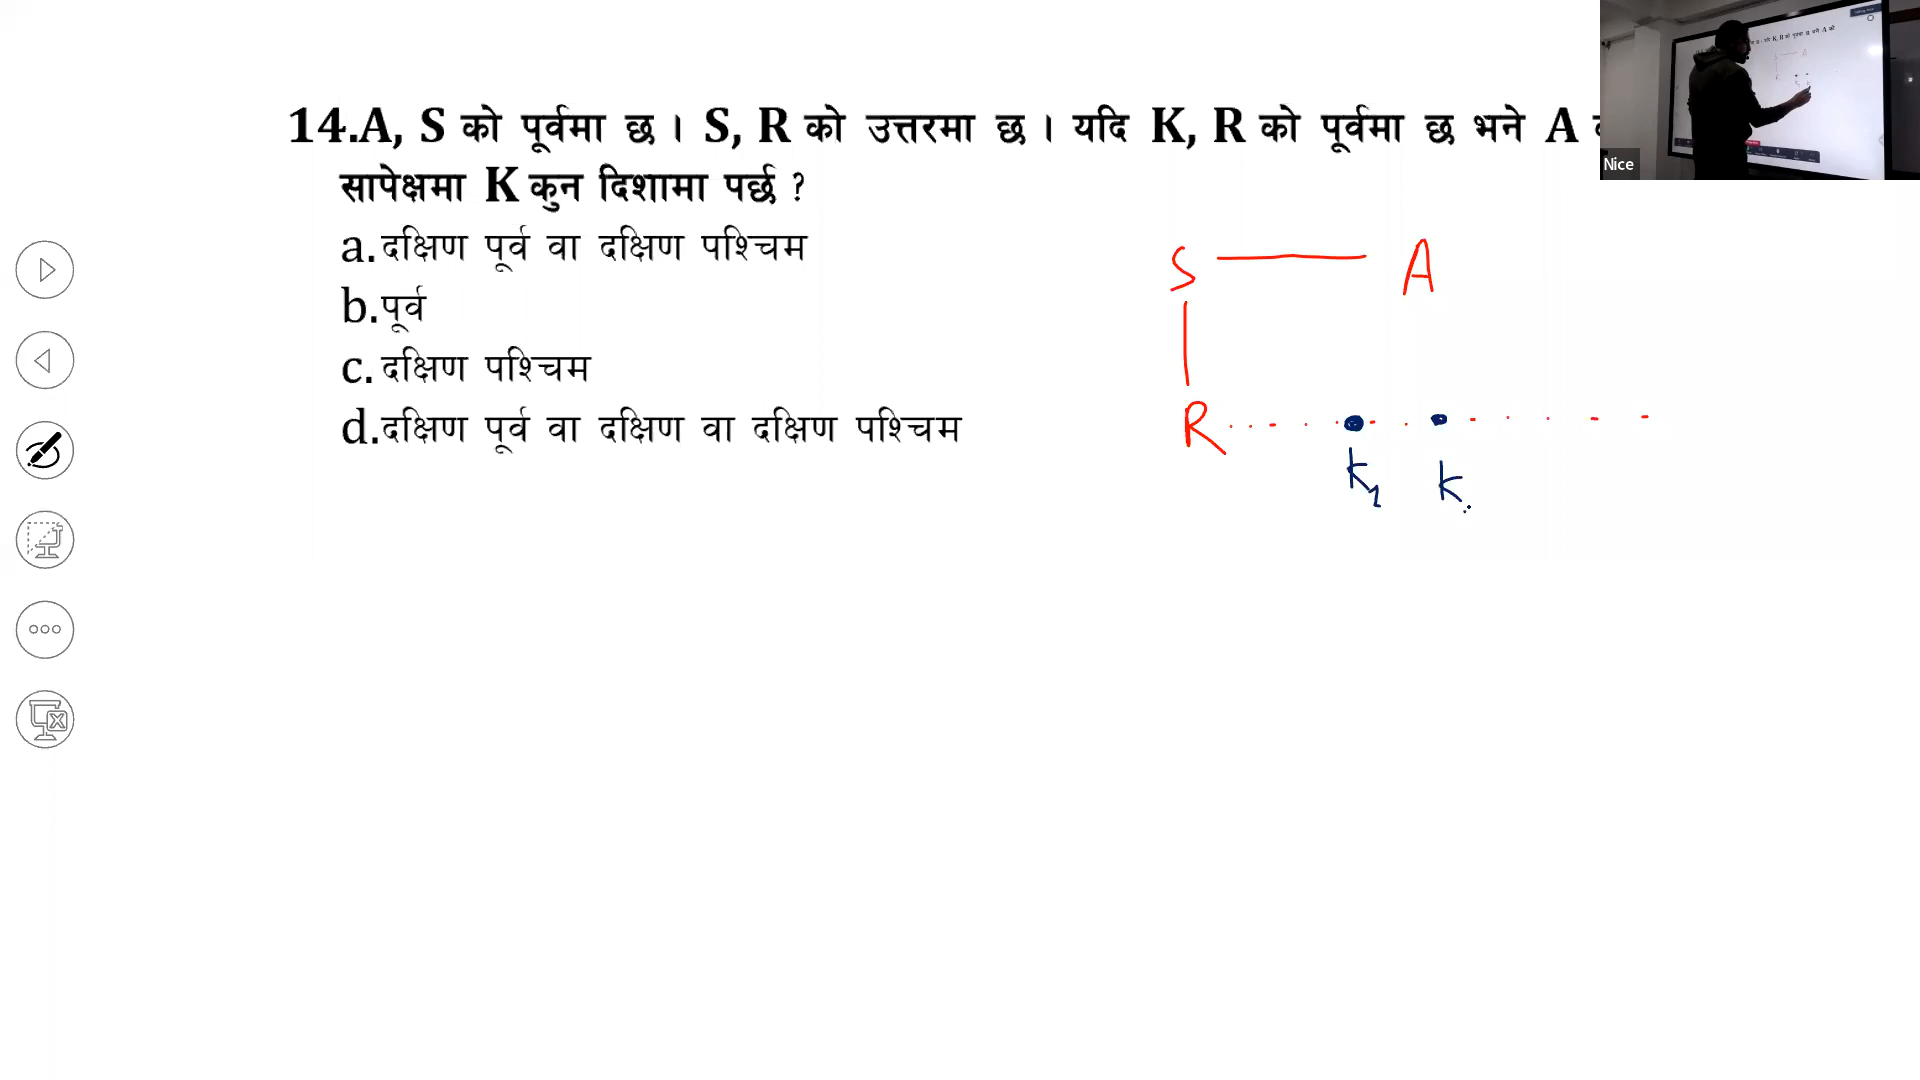 14.A, S को पूर्वमा छ । S, R को उत्तरमा छ । यदि K, R को पूर्वमा छ भने A
सापेक्षमा K कुन दिशामा पर्छ ?
a.दक्षिण पूर्व वा दक्षिण पश्चिम
b.पूर्व
c.दक्षिण पश्चिम
d.दक्षिण पूर्व वा दक्षिण वा दक्षिण पश्चिम
S A
R
K1 K
Nice